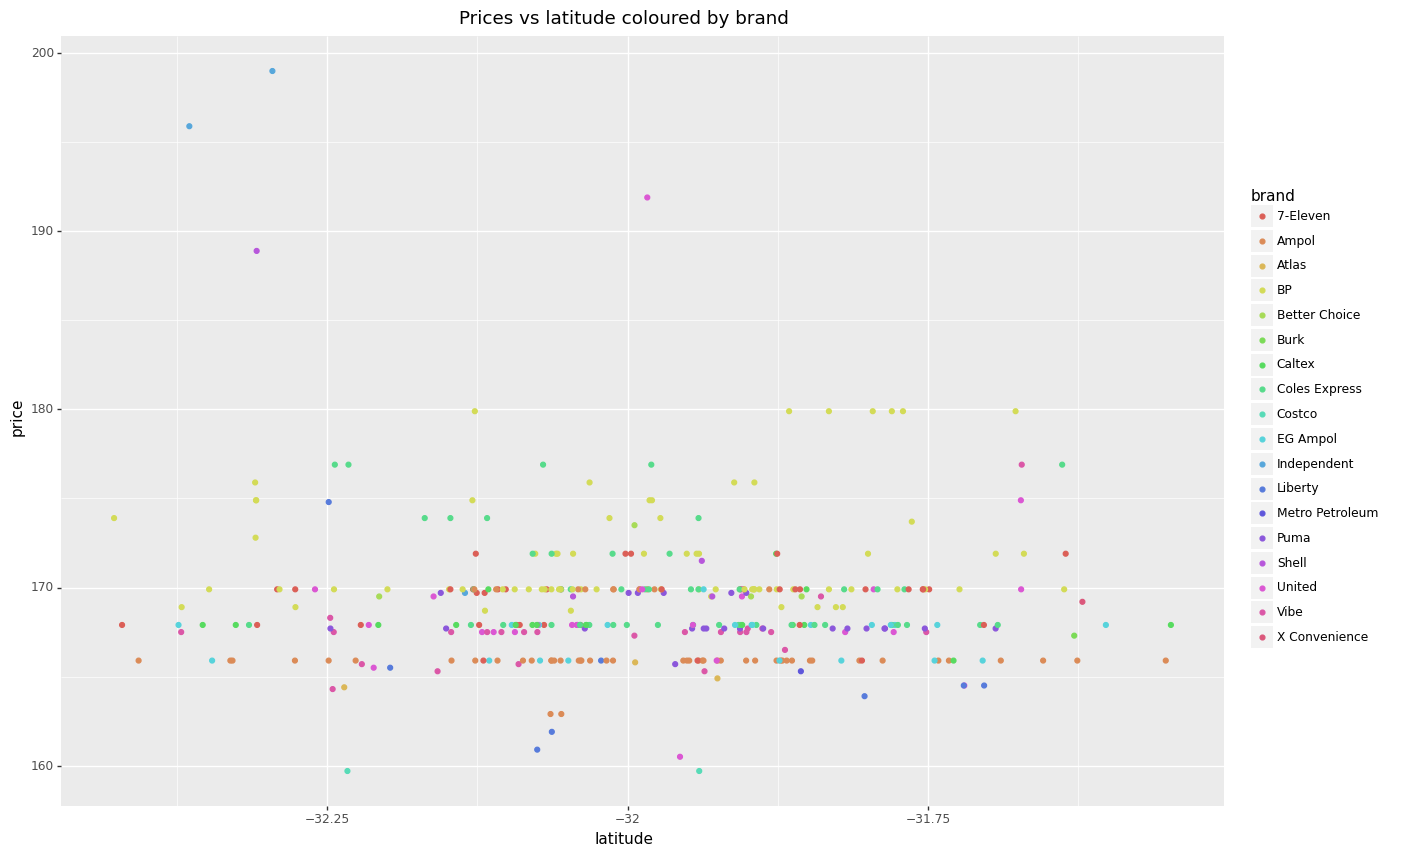 Prices vs latitude coloured by brand
200
190
180
170
160
price
−32.25
−32
−31.75
latitude
brand
7-Eleven
Ampol
Atlas
BP
Better Choice
Burk
Caltex
Coles Express
Costco
EG Ampol
Independent
Liberty
Metro Petroleum
Puma
Shell
United
Vibe
X Convenience